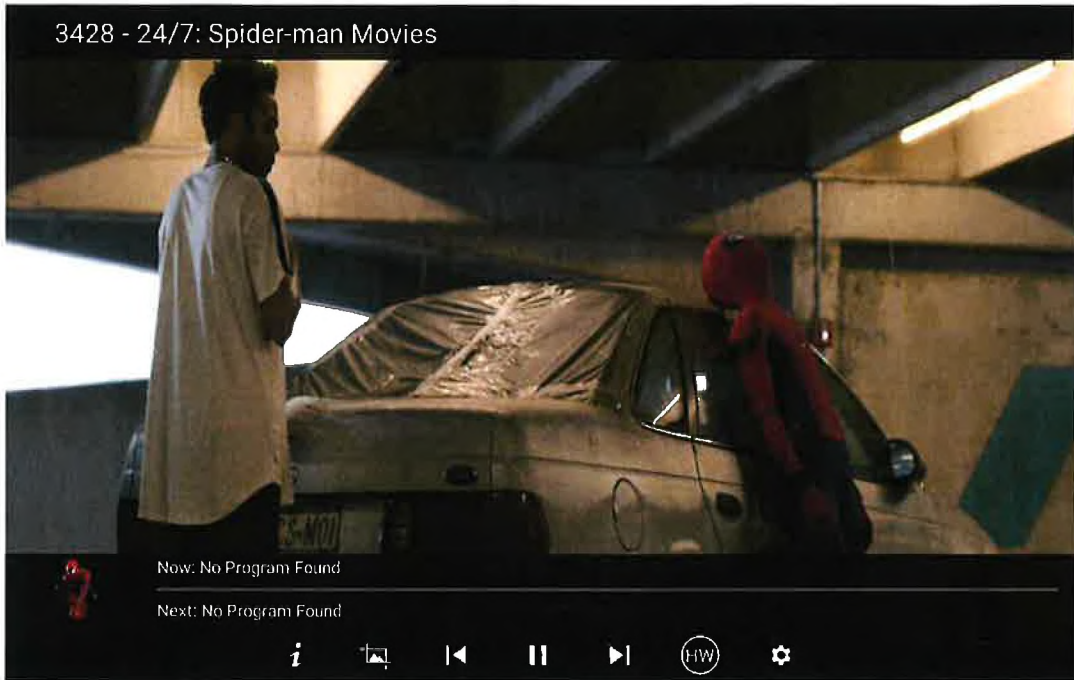 3428 - 24/7: Spider-man Movies
Now: No Program Found
Next: No Program Found
i
HW